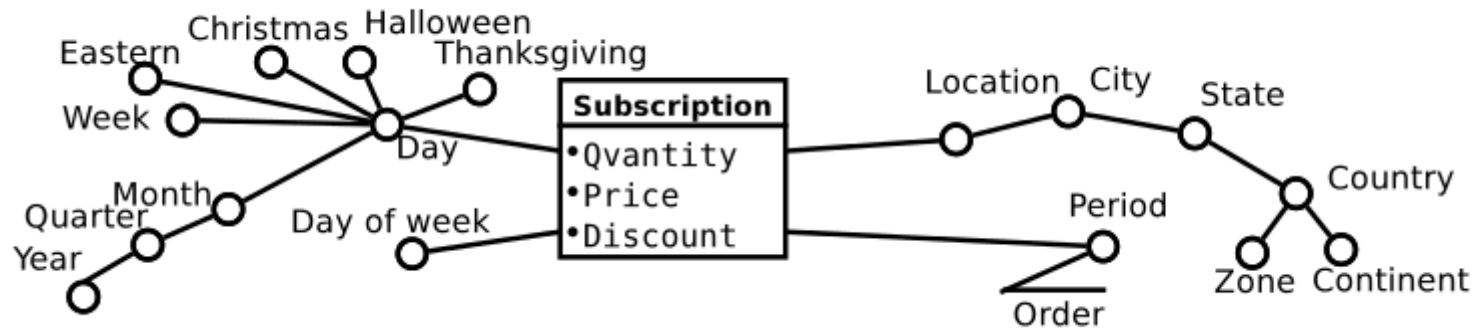 Halloween
Christmas
Thanksgiving
Eastern
Week
Day
Month
Quarter
Year
Day of week
Subscription
•Qvantity
•Price
•Discount
Location
City
State
Country
Zone
Continent
Period
Order